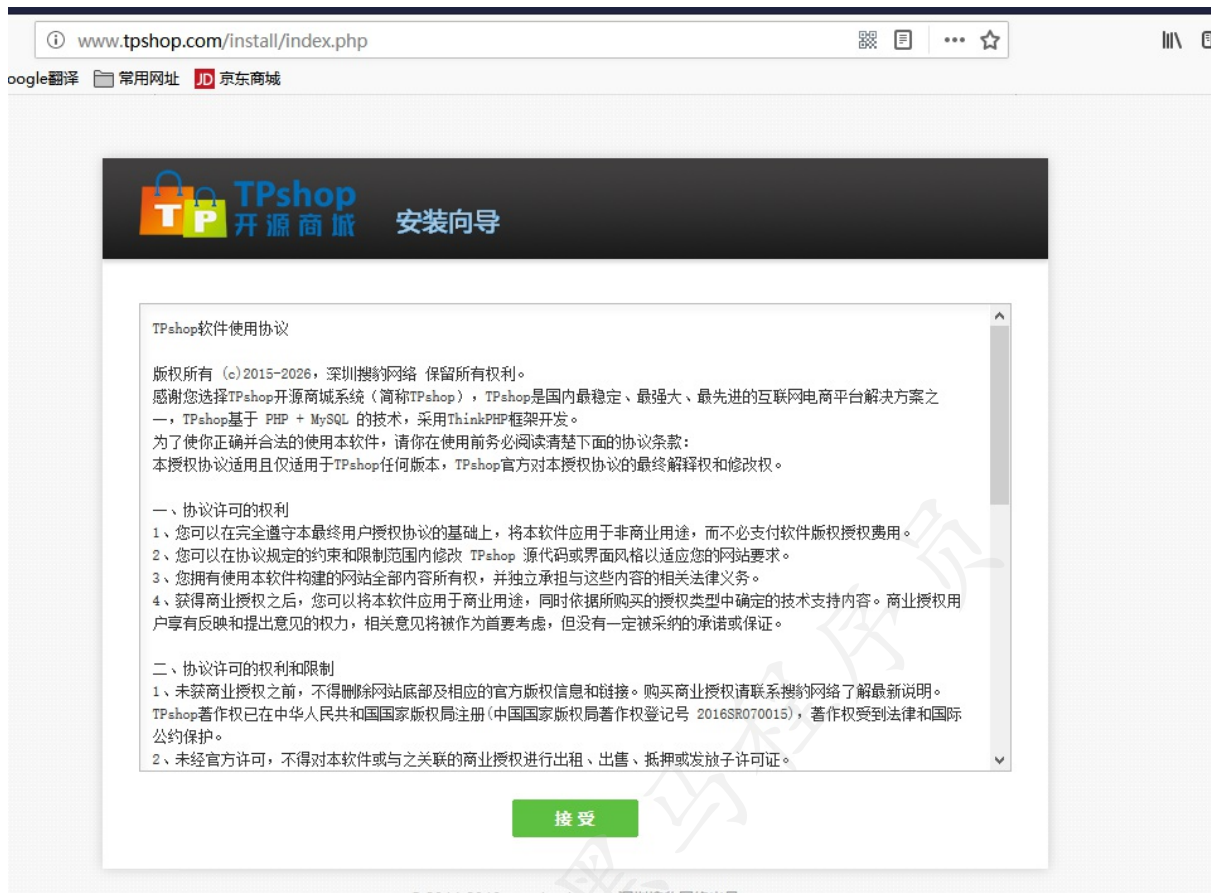 www.tpshop.com/install/index.php
oogle翻译 常用网址 JD 京东商城
TP TPshop
开源商城 安装向导
TPshop软件使用协议
版权所有 (c)2015-2026，深圳搜豹网络 保留所有权利。
感谢您选择TPshop开源商城系统（简称TPshop），TPshop是国内最稳定、最强大、最先进的互联网电商平台解决方案之
一，TPshop基于 PHP + MySQL 的技术，采用ThinkPHP框架开发。
为了使你正确并合法的使用本软件，请你在使用前务必阅读清楚下面的协议条款：
本授权协议适用且仅适用于TPshop任何版本，TPshop官方对本授权协议的最终解释权和修改权。
一、协议许可的权利
1、您可以在完全遵守本最终用户授权协议的基础上，将本软件应用于非商业用途，而不必支付软件版权授权费用。
2、您可以在协议规定的约束和限制范围内修改 TPshop 源代码或界面风格以适应您的网站要求。
3、您拥有使用本软件构建的网站全部内容所有权，并独立承担与这些内容的相关法律义务。
4、获得商业授权之后，您可以将本软件应用于商业用途，同时依据所购买的授权类型中确定的技术支持内容。商业授权用
户享有反映和提出意见的权力，相关意见将被作为首要考虑，但没有一定被采纳的承诺或保证。
二、协议许可的权利和限制
1、未获商业授权之前，不得删除网站底部及相应的官方版权信息和链接。购买商业授权请联系搜豹网络了解最新说明。
TPshop著作权已在中华人民共和国国家版权局注册(中国国家版权局著作权登记号 2016SR070015)，著作权受到法律和国际
公约保护。
2、未经官方许可，不得对本软件或与之关联的商业授权进行出租、出售、抵押或发放子许可证。
接受
黑马程序员